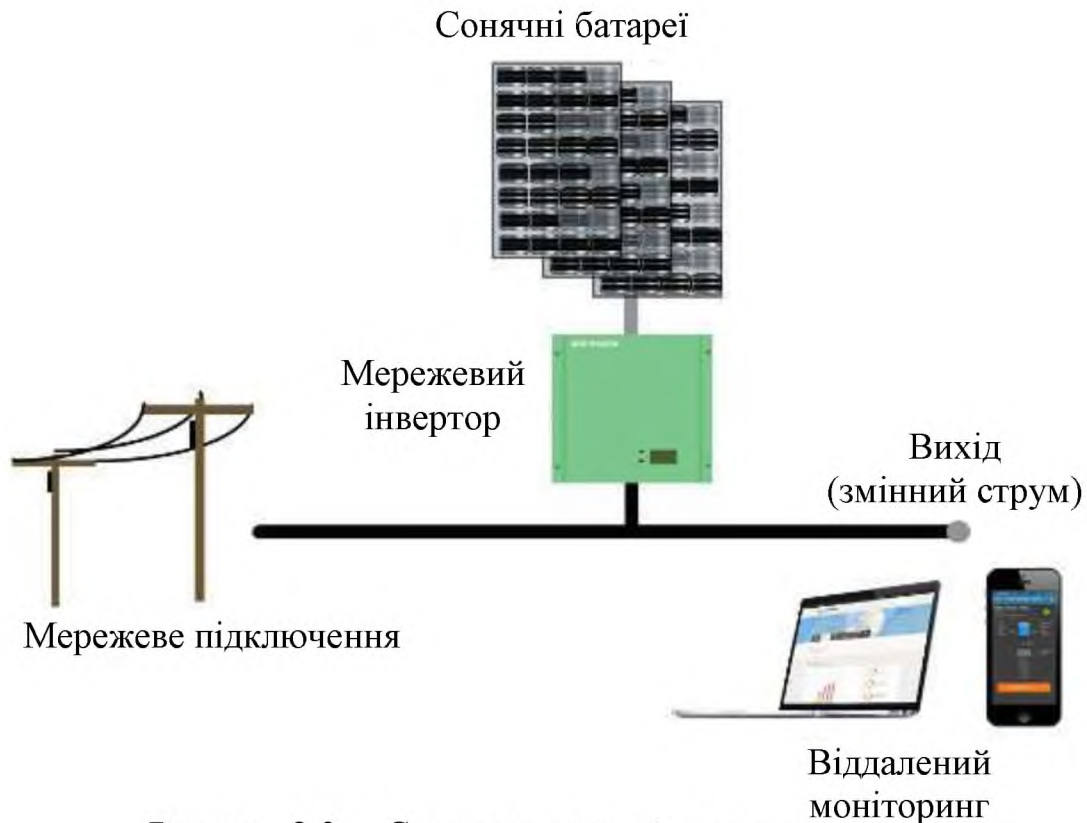 Сонячні батареї
Мережевий
інвертор
Вихід
(змінний струм)
Мережеве підключення
Віддалений
моніторинг